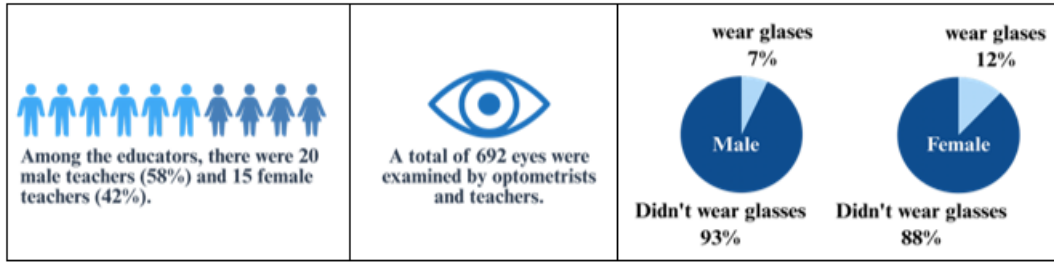 Among the educators, there were 20
male teachers (58%) and 15 female
teachers (42%).
A total of 692 eyes were
examined by optometrists
and teachers.
wear glases
7%
Male
Didn't wear glasses
93%
wear glases
12%
Female
Didn't wear glasses
88%